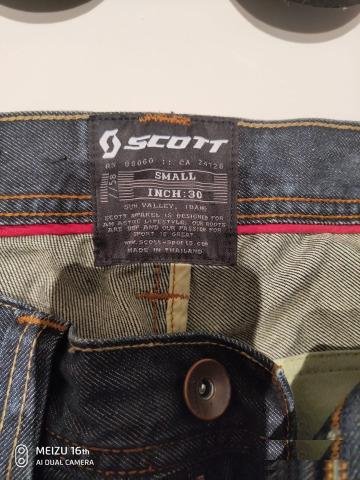 SCOTT
RN 88060 :: CA 24128
SMALL
INCH:30
SUN VALLEY, IDAHO
SCOTT APPAREL IS DESIGNED FOR
AN ACTIVE LIFESTYLE. OUR ROOTS
ARE DEEP AND OUR PASSION FOR
SPORT IS GREAT.
www.scott-sports.com
MADE IN THAILAND
MEIZU 16th
AI DUAL CAMERA